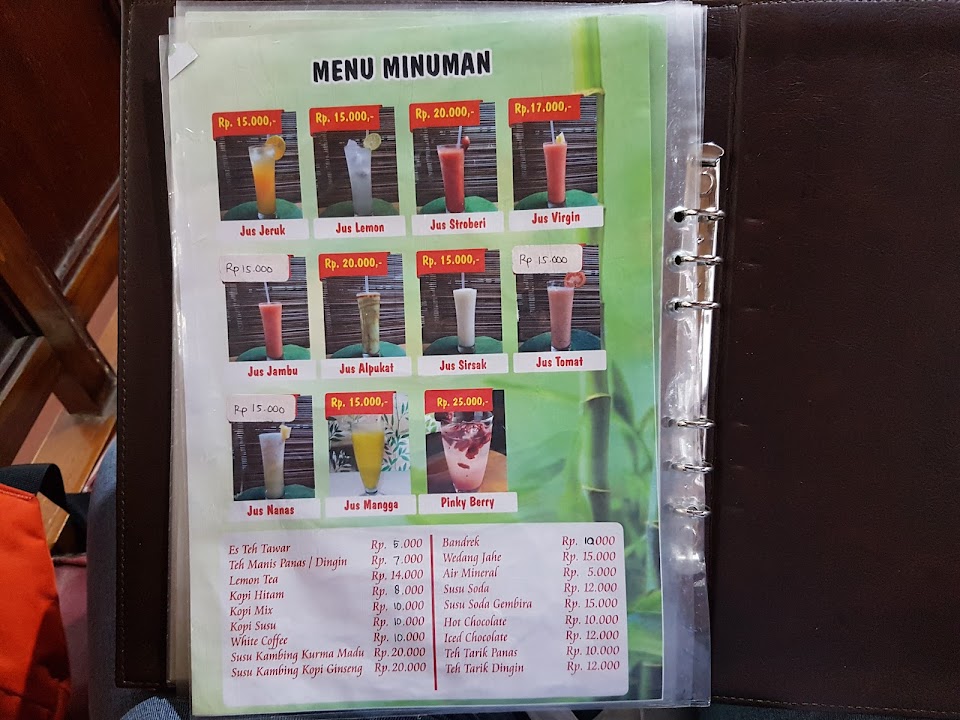 MENU MINUMAN
Rp. 15.000,- Rp. 15.000,- Rp. 20.000,- Rp.17.000,-
Jus Jeruk Jus Lemon Jus Stroberi Jus Virgin
Rp 15.000 Rp. 20.000,- Rp. 15.000,- Rp 15.000
Jus Jambu Jus Alpukat Jus Sirsak Jus Tomat
Rp 15.000 Rp. 15.000,- Rp. 25.000,-
Jus Nanas Jus Mangga Pinky Berry
Es Teh Tawar Rp. 5.000
Teh Manis Panas / Dingin Rp. 7.000
Lemon Tea Rp. 14.000
Kopi Hitam Rp. 8.000
Kopi Mix Rp. 10.000
Kopi Susu Rp. 10.000
White Coffee Rp. 10.000
Susu Kambing Kurma Madu Rp. 20.000
Susu Kambing Kopi Ginseng Rp. 20.000
Bandrek Rp. 10.000
Wedang Jahe Rp. 15.000
Air Mineral Rp. 5.000
Susu Soda Rp. 12.000
Susu Soda Gembira Rp. 15.000
Hot Chocolate Rp. 10.000
Iced Chocolate Rp. 12.000
Teh Tarik Panas Rp. 10.000
Teh Tarik Dingin Rp. 12.000